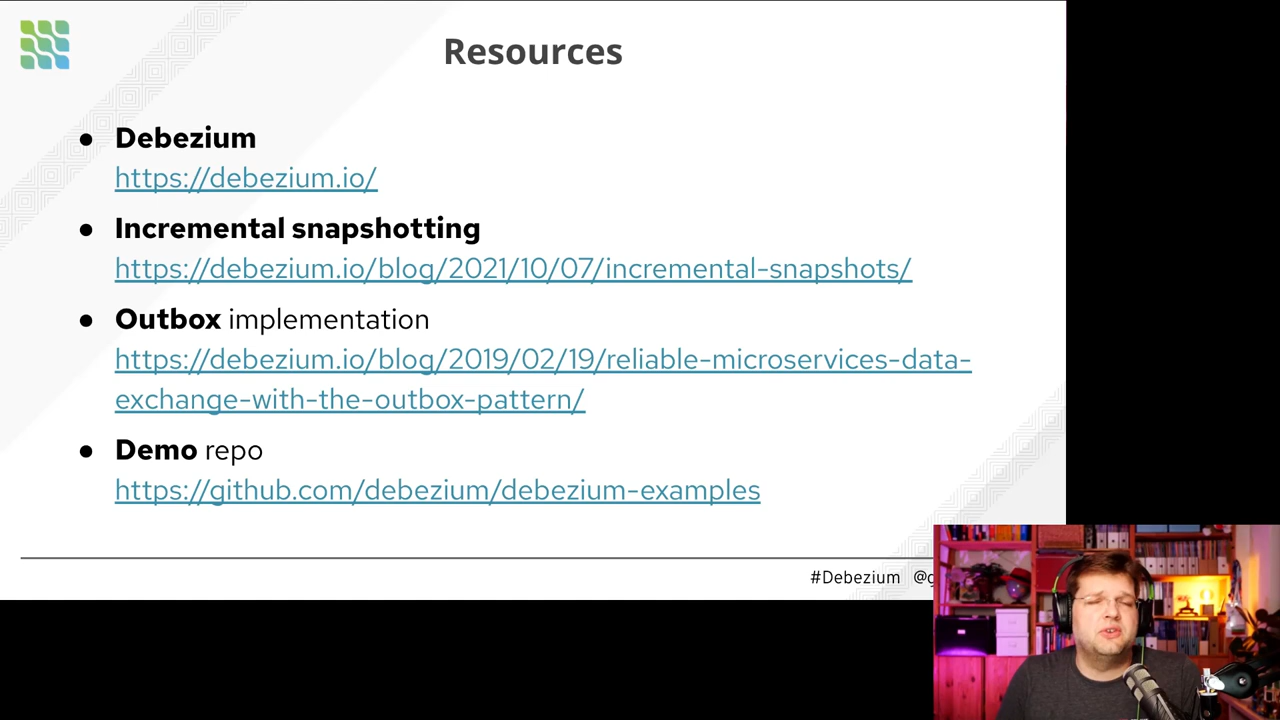 Resources
● Debezium
https://debezium.io/
● Incremental snapshotting
https://debezium.io/blog/2021/10/07/incremental-snapshots/
● Outbox implementation
https://debezium.io/blog/2019/02/19/reliable-microservices-data-
exchange-with-the-outbox-pattern/
● Demo repo
https://github.com/debezium/debezium-examples
#Debezium